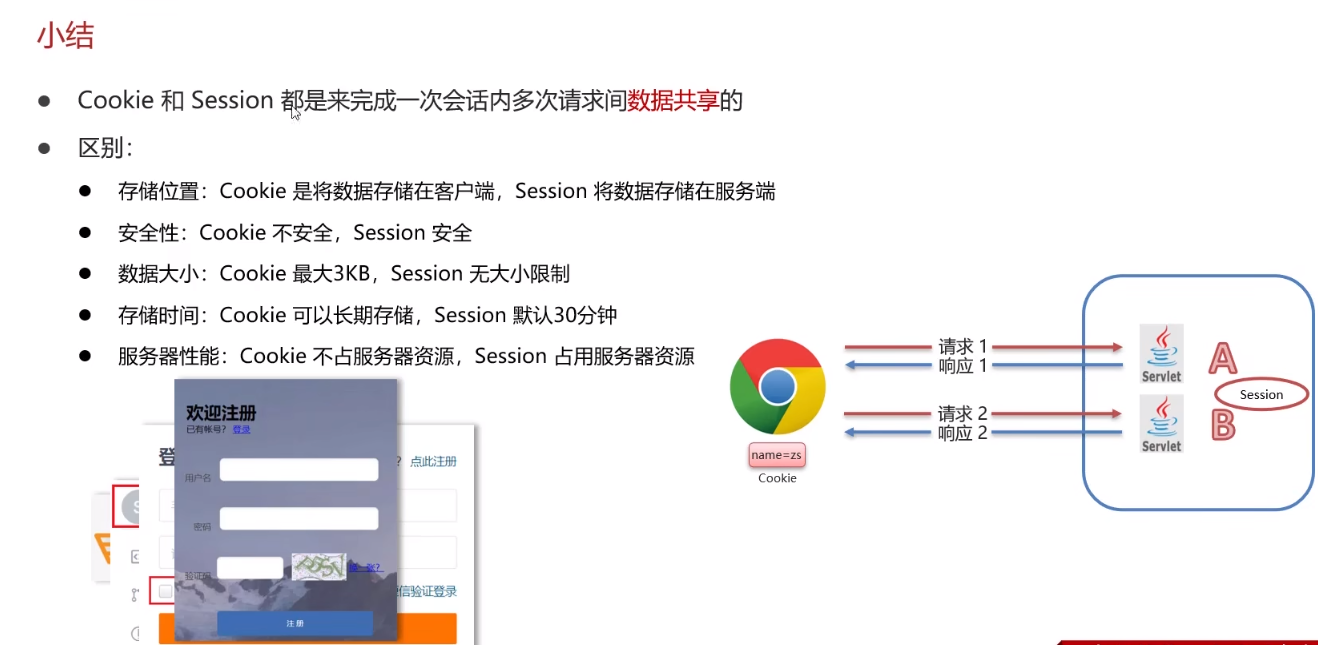 小结
Cookie 和 Session 都是来完成一次会话内多次请求间数据共享的
区别：
存储位置：Cookie 是将数据存储在客户端，Session 将数据存储在服务端
安全性：Cookie 不安全，Session 安全
数据大小：Cookie 最大3KB，Session 无大小限制
存储时间：Cookie 可以长期存储，Session 默认30分钟
服务器性能：Cookie 不占服务器资源，Session 占用服务器资源
请求 1
响应 1
请求 2
响应 2
name=zs
Cookie
Servlet
A
Session
Servlet
B
欢迎注册
已有帐号？ 登录
登
? 点此注册
用户名
密码
验证码
张?
信验证登录
注 册